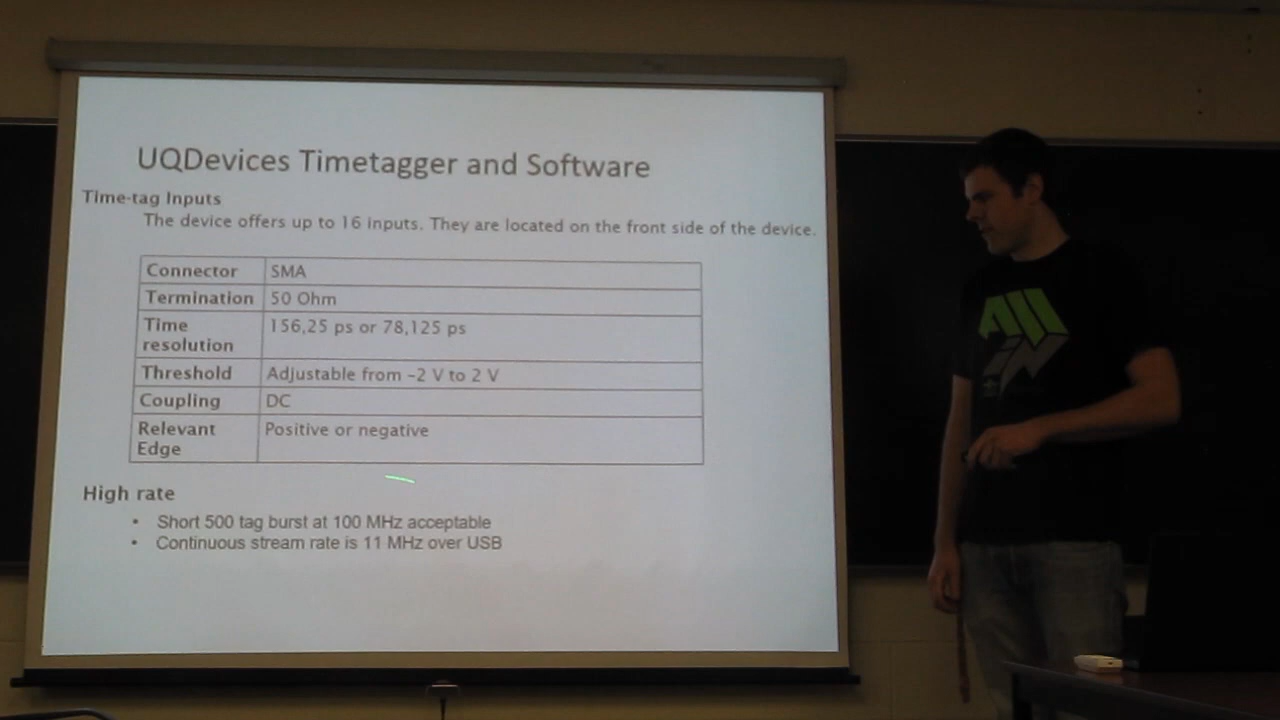 UQDevices Timetagger and Software
Time-tag Inputs
The device offers up to 16 inputs. They are located on the front side of the device.
Connector SMA
Termination 50 Ohm
Time resolution 156,25 ps or 78,125 ps
Threshold Adjustable from -2 V to 2 V
Coupling DC
Relevant Edge Positive or negative
High rate
• Short 500 tag burst at 100 MHz acceptable
• Continuous stream rate is 11 MHz over USB